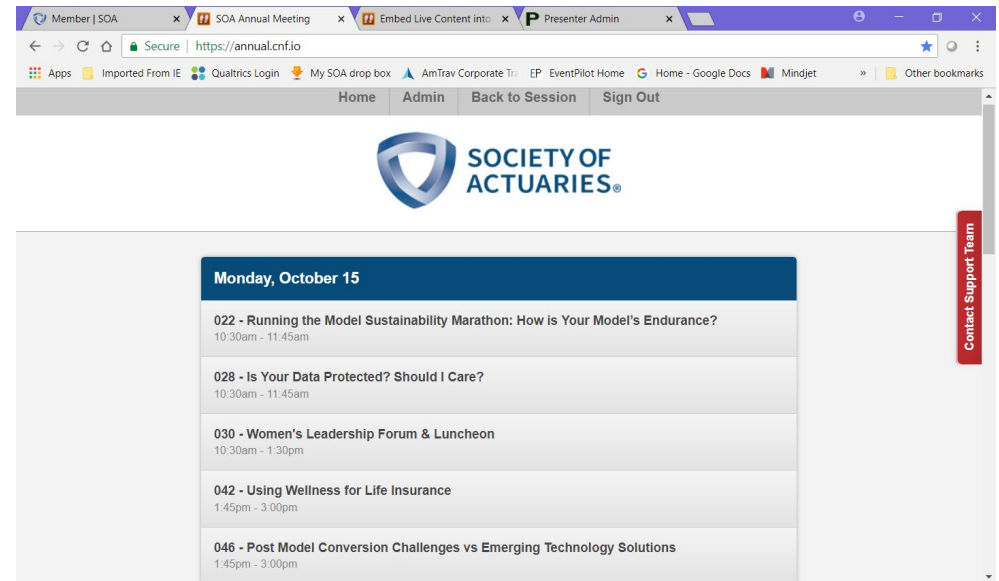 Member | SOA
SOA Annual Meeting
Embed Live Content into
Presenter Admin
Secure https://annual.cnf.io
Apps Imported From IE Qualtrics Login My SOA drop box AmTrav Corporate Tra EP EventPilot Home G Home - Google Docs Mindjet » Other bookmarks
Home Admin Back to Session Sign Out
SOCIETY OF
ACTUARIES®
Contact Support Team
Monday, October 15
022 - Running the Model Sustainability Marathon: How is Your Model’s Endurance?
10:30am - 11:45am
028 - Is Your Data Protected? Should I Care?
10:30am - 11:45am
030 - Women's Leadership Forum & Luncheon
10:30am - 1:30pm
042 - Using Wellness for Life Insurance
1:45pm - 3:00pm
046 - Post Model Conversion Challenges vs Emerging Technology Solutions
1:45pm - 3:00pm